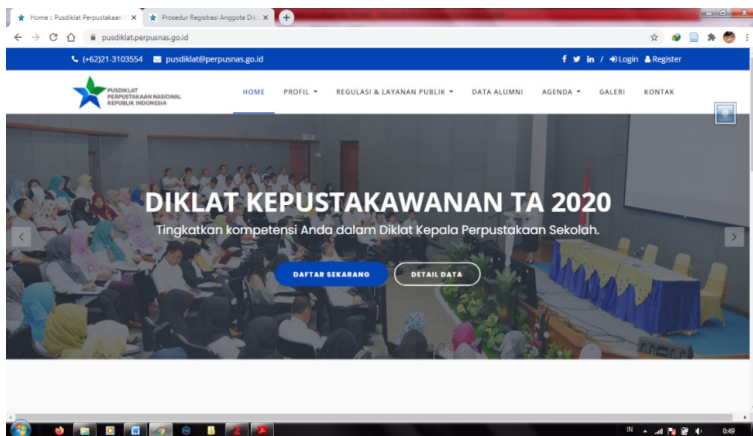 Home :: Pusdiklat Perpustakaan
Prosedur Registrasi Anggota Dik
pusdiklat.perpusnas.go.id
(+62)21-3103554 pusdiklat@perpusnas.go.id / Login Register
PUSDIKLAT
PERPUSTAKAAN NASIONAL
REPUBLIK INDONESIA
HOME PROFIL REGULASI & LAYANAN PUBLIK DATA ALUMNI AGENDA GALERI KONTAK
DIKLAT KEPUSTAKAWANAN TA 2020
Tingkatkan kompetensi Anda dalam Diklat Kepala Perpustakaan Sekolah.
DAFTAR SEKARANG DETAIL DATA
IN 0:49